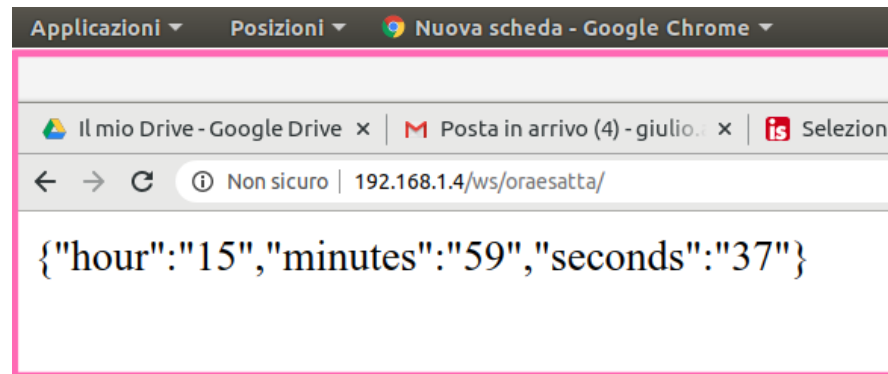 Applicazioni Posizioni Nuova scheda - Google Chrome
Il mio Drive - Google Drive Posta in arrivo (4) - giulio. is Selezion
Non sicuro 192.168.1.4/ws/oraesatta/
{"hour":"15","minutes":"59","seconds":"37"}